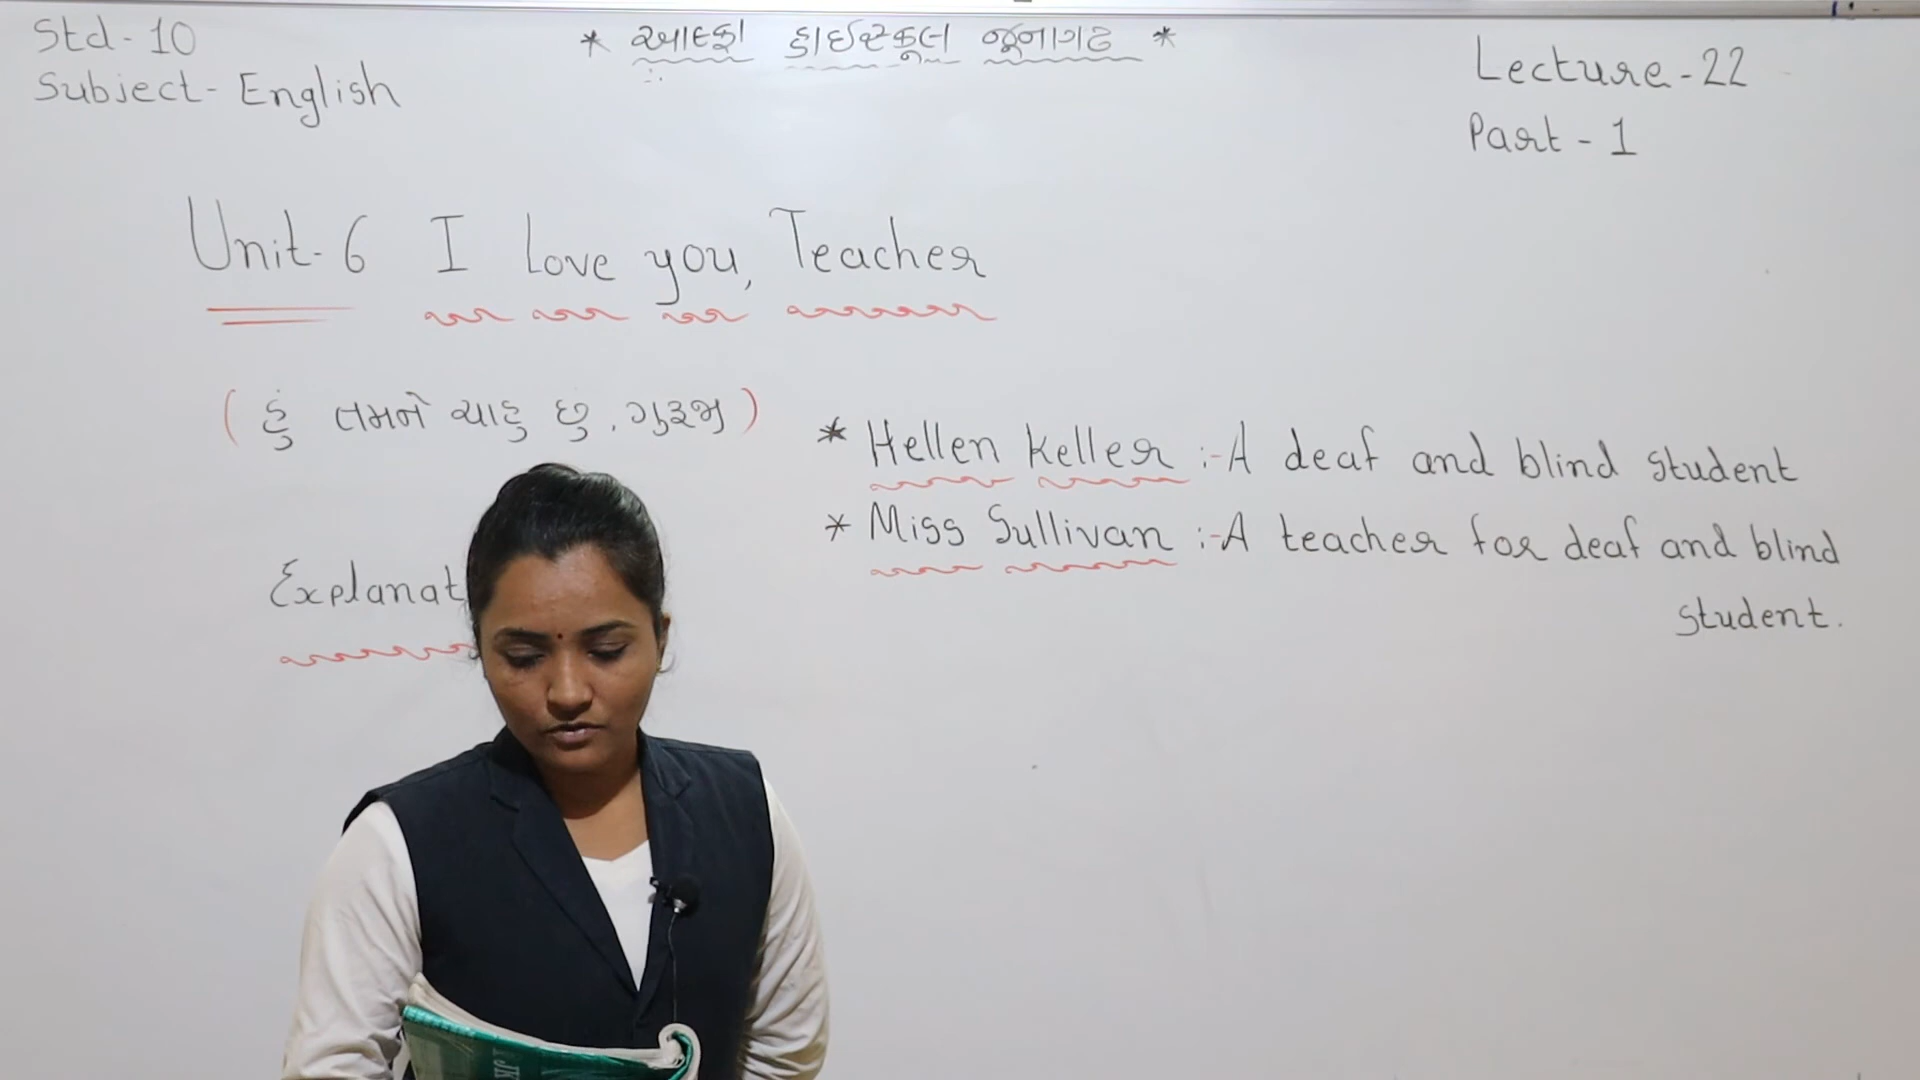 Std - 10
Subject - English
* આલ્ફા હાઈસ્કૂલ જૂનાગઢ *
Lecture - 22
Part - 1
Unit - 6 I Love you, Teacher
( હું તમને ચાહુ છુ, ગુરૂજી )
* Hellen Keller :- A deaf and blind student
* Miss Sullivan :- A teacher for deaf and blind
student.
Explanat